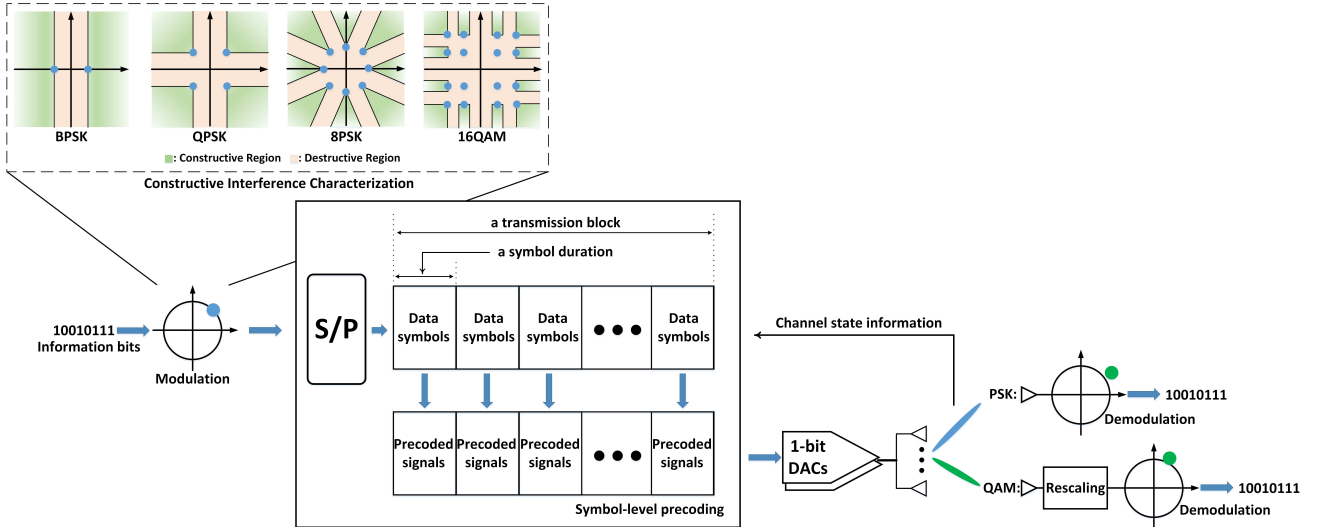 BPSK
QPSK
8PSK
16QAM
: Constructive Region
: Destructive Region
Constructive Interference Characterization
a transmission block
a symbol duration
10010111
Information bits
Modulation
S/P
Data
symbols
Data
symbols
Data
symbols
Data
symbols
Precoded
signals
Precoded
signals
Precoded
signals
Precoded
signals
Symbol-level precoding
Channel state information
1-bit
DACs
PSK:
10010111
Demodulation
QAM:
Rescaling
10010111
Demodulation